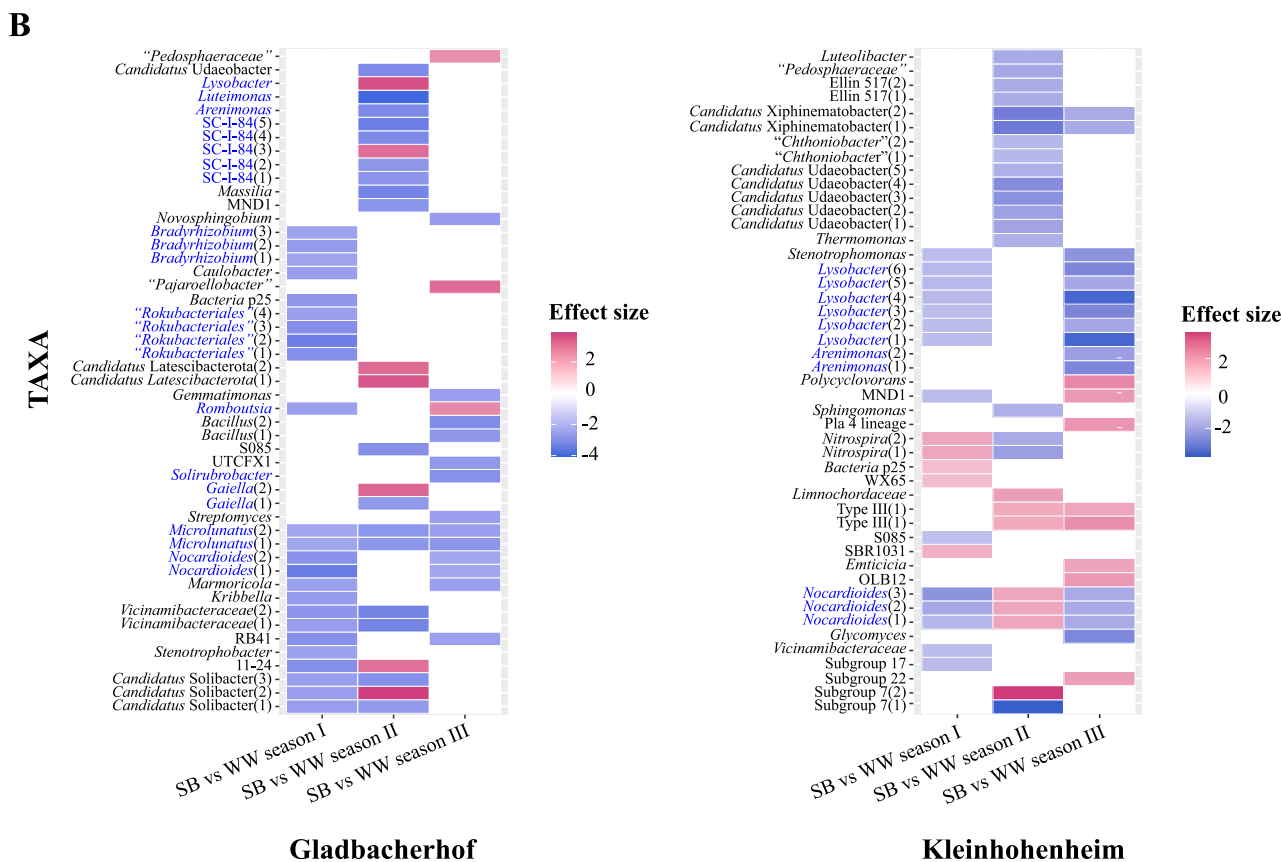 B
TAXA
“Pedosphaeraceae”
Candidatus Udaeobacter
Lysobacter
Luteimonas
Arenimonas
SC-I-84(5)
SC-I-84(4)
SC-I-84(3)
SC-I-84(2)
SC-I-84(1)
Massilia
MND1
Novosphingobium
Bradyrhizobium(3)
Bradyrhizobium(2)
Bradyrhizobium(1)
Caulobacter
“Pajaroellobacter”
Bacteria p25
“Rokubacteriales”(4)
“Rokubacteriales”(3)
“Rokubacteriales”(2)
“Rokubacteriales”(1)
Candidatus Latescibacterota(2)
Candidatus Latescibacterota(1)
Gemmatimonas
Romboutsia
Bacillus(2)
Bacillus(1)
S085
UTCFX1
Solirubrobacter
Gaiella(2)
Gaiella(1)
Streptomyces
Microlunatus(2)
Microlunatus(1)
Nocardioides(2)
Nocardioides(1)
Marmoricola
Kribbella
Vicinamibacteraceae(2)
Vicinamibacteraceae(1)
RB41
Stenotrophobacter
11-24
Candidatus Solibacter(3)
Candidatus Solibacter(2)
Candidatus Solibacter(1)
SB vs WW season I
SB vs WW season II
SB vs WW season III
Gladbacherhof
Effect size
2
0
-2
-4
Luteolibacter
“Pedosphaeraceae”
Ellin 517(2)
Ellin 517(1)
Candidatus Xiphinematobacter(2)
Candidatus Xiphinematobacter(1)
“Chthoniobacter”(2)
“Chthoniobacter”(1)
Candidatus Udaeobacter(5)
Candidatus Udaeobacter(4)
Candidatus Udaeobacter(3)
Candidatus Udaeobacter(2)
Candidatus Udaeobacter(1)
Thermomonas
Stenotrophomonas
Lysobacter(6)
Lysobacter(5)
Lysobacter(4)
Lysobacter(3)
Lysobacter(2)
Lysobacter(1)
Arenimonas(2)
Arenimonas(1)
Polycyclovorans
MND1
Sphingomonas
Pla 4 lineage
Nitrospira(2)
Nitrospira(1)
Bacteria p25
WX65
Limnochordaceae
Type III(1)
Type III(1)
S085
SBR1031
Emticicia
OLB12
Nocardioides(3)
Nocardioides(2)
Nocardioides(1)
Glycomyces
Vicinamibacteraceae
Subgroup 17
Subgroup 22
Subgroup 7(2)
Subgroup 7(1)
SB vs WW season I
SB vs WW season II
SB vs WW season III
Kleinhohenheim
Effect size
2
0
-2